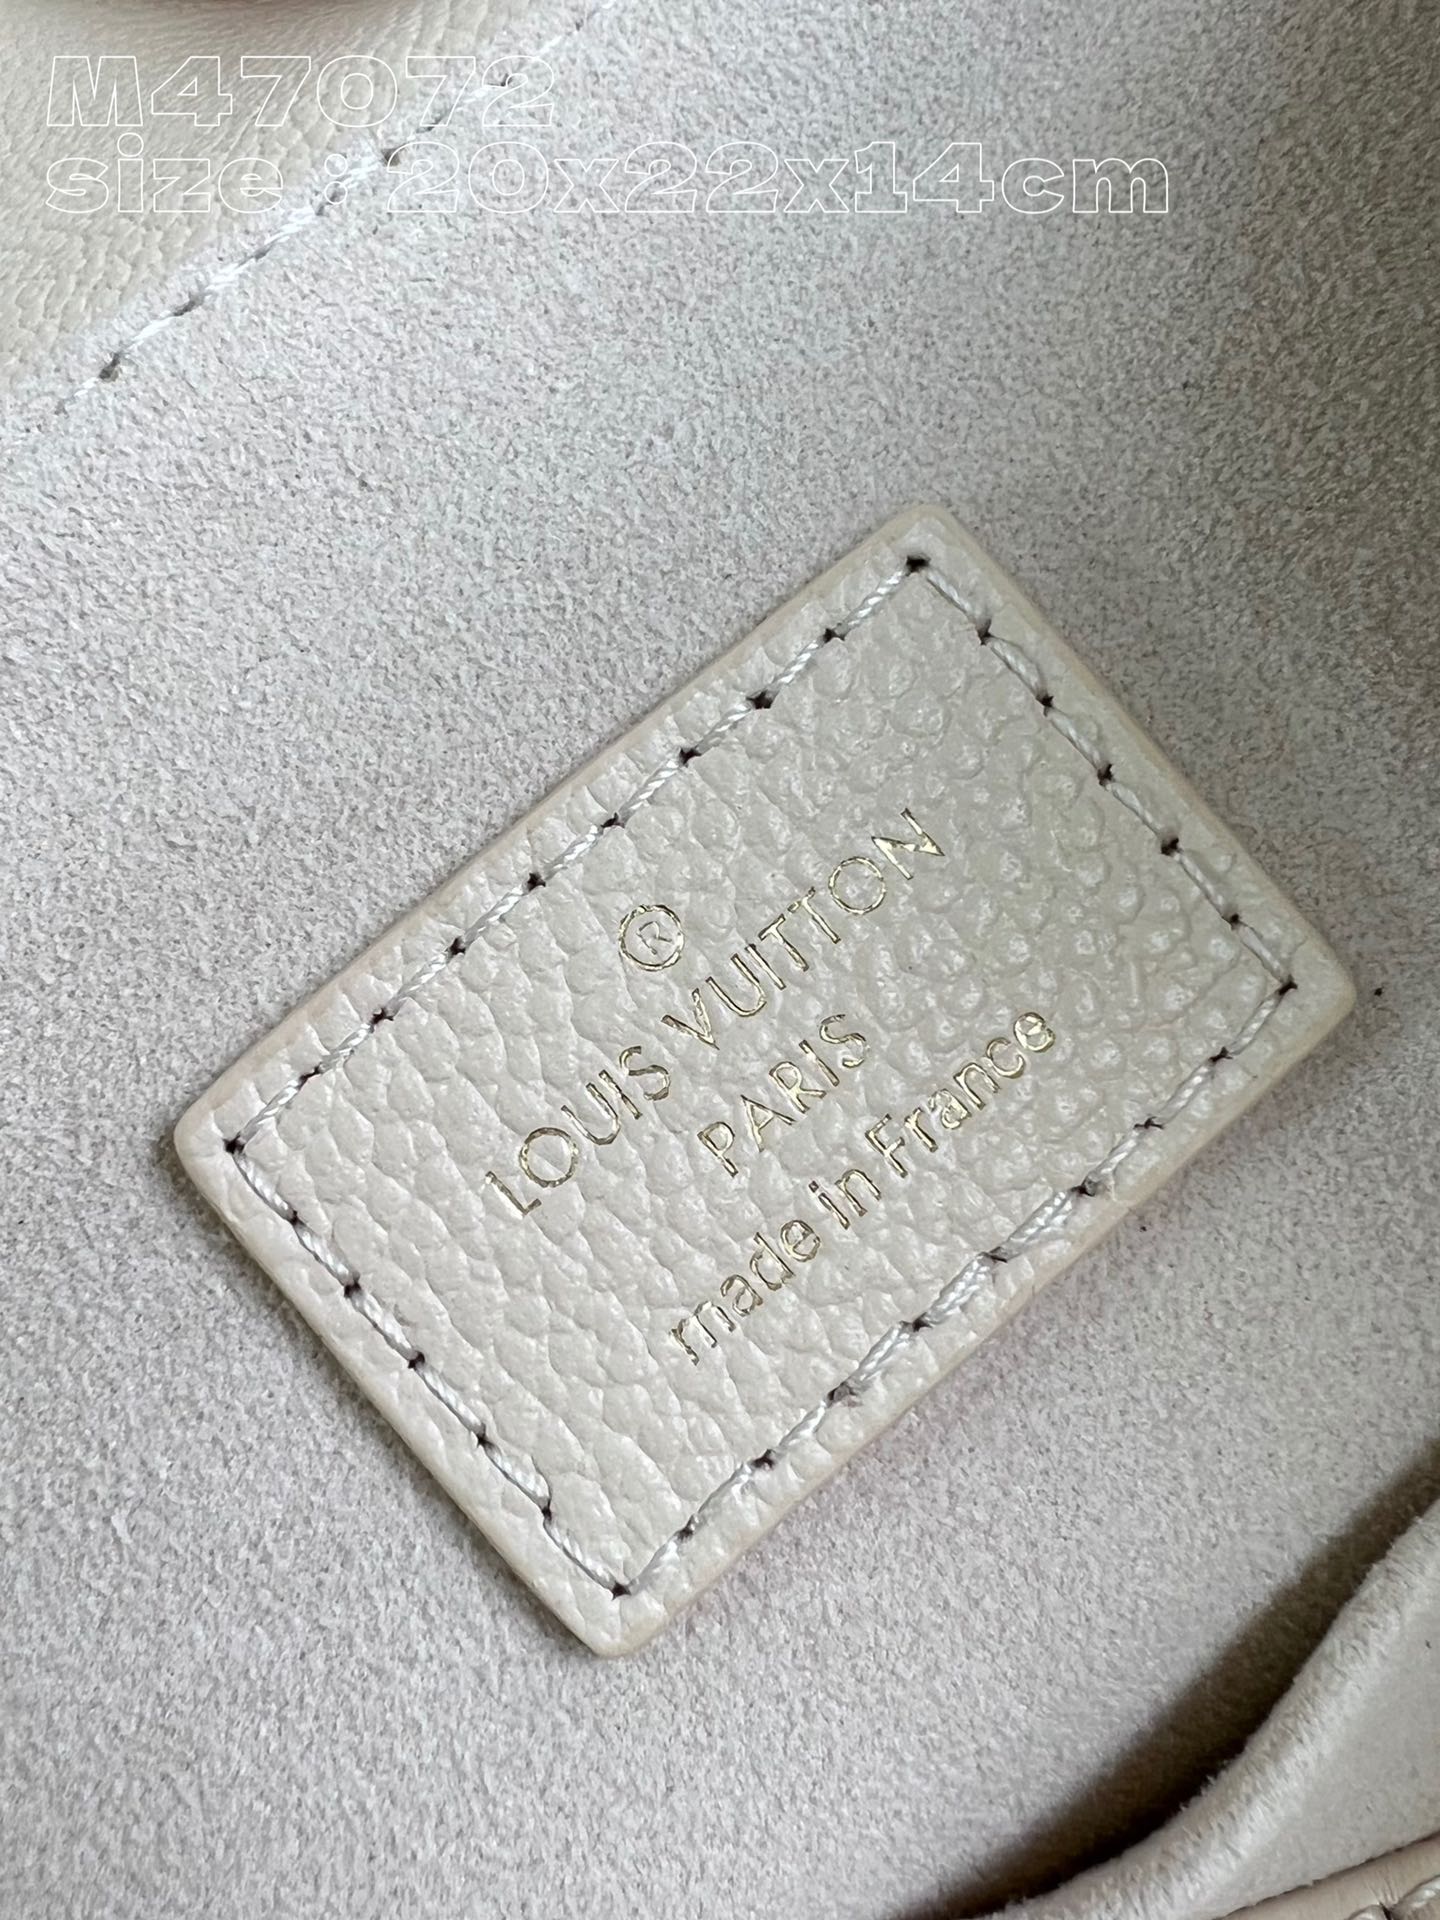 M47072
size : 20x22x14cm
®
LOUIS VUITTON
PARIS
made in France